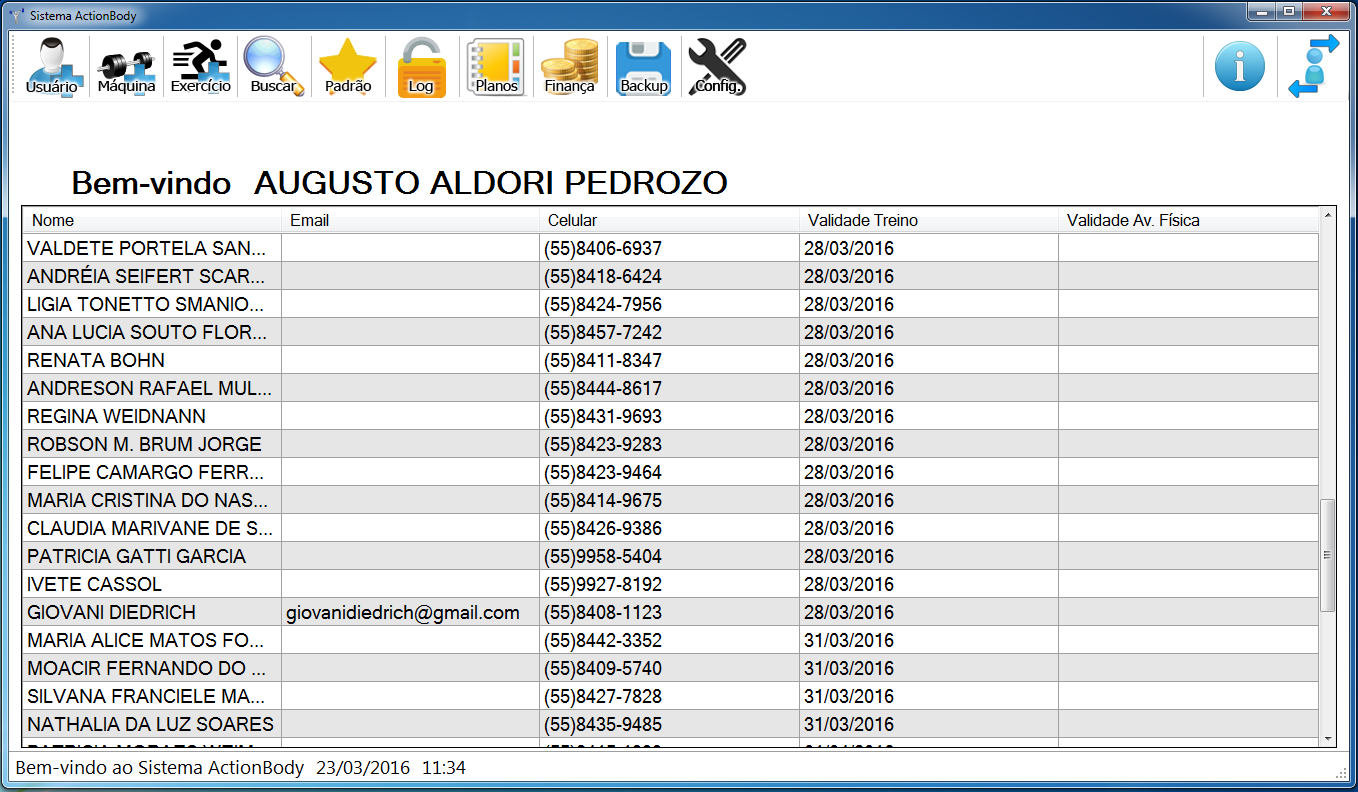 Sistema ActionBody
Usuário Máquina Exercício Buscar Padrão Log Planos Finança Backup Config.
Bem-vindo AUGUSTO ALDORI PEDROZO
Nome Email Celular Validade Treino Validade Av. Física
VALDETE PORTELA SAN... (55)8406-6937 28/03/2016
ANDRÉIA SEIFERT SCAR... (55)8418-6424 28/03/2016
LIGIA TONETTO SMANIO... (55)8424-7956 28/03/2016
ANA LUCIA SOUTO FLOR... (55)8457-7242 28/03/2016
RENATA BOHN (55)8411-8347 28/03/2016
ANDRESON RAFAEL MUL... (55)8444-8617 28/03/2016
REGINA WEIDNANN (55)8431-9693 28/03/2016
ROBSON M. BRUM JORGE (55)8423-9283 28/03/2016
FELIPE CAMARGO FERR... (55)8423-9464 28/03/2016
MARIA CRISTINA DO NAS... (55)8414-9675 28/03/2016
CLAUDIA MARIVANE DE S... (55)8426-9386 28/03/2016
PATRICIA GATTI GARCIA (55)9958-5404 28/03/2016
IVETE CASSOL (55)9927-8192 28/03/2016
GIOVANI DIEDRICH giovanidiedrich@gmail.com (55)8408-1123 28/03/2016
MARIA ALICE MATOS FO... (55)8442-3352 31/03/2016
MOACIR FERNANDO DO ... (55)8409-5740 31/03/2016
SILVANA FRANCIELE MA... (55)8427-7828 31/03/2016
NATHALIA DA LUZ SOARES (55)8435-9485 31/03/2016
Bem-vindo ao Sistema ActionBody 23/03/2016 11:34